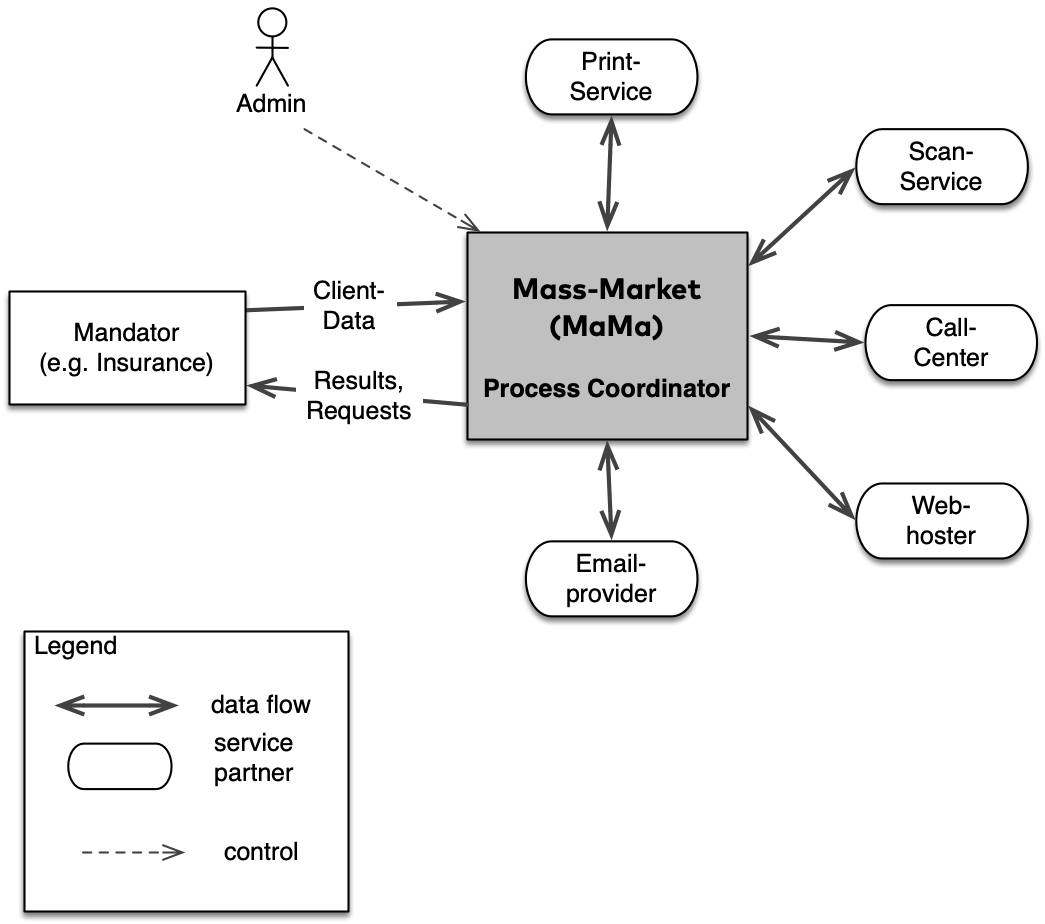 Admin
Print-
Service
Scan-
Service
Mandator
(e.g. Insurance)
Client-
Data
Results,
Requests
Mass-Market
(MaMa)
Process Coordinator
Call-
Center
Web-
hoster
Email-
provider
Legend
data flow
service
partner
control